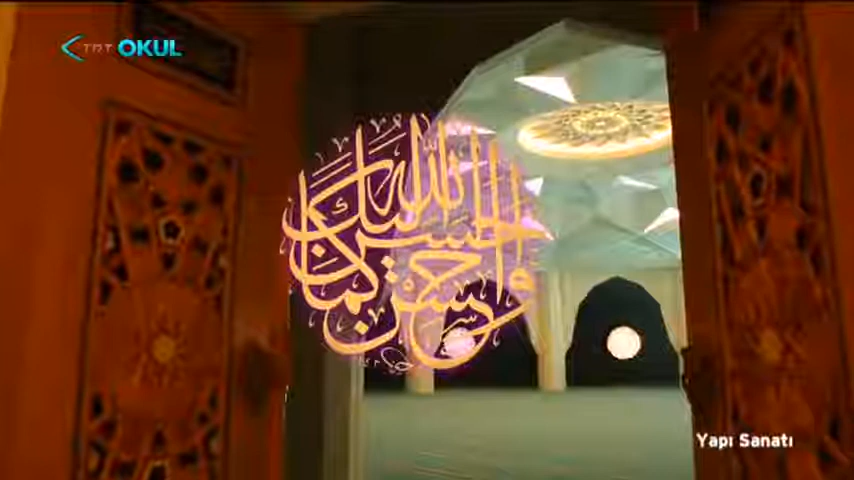 TRT OKUL
وأحسن كما أحسن الله إليك
Yapı Sanatı